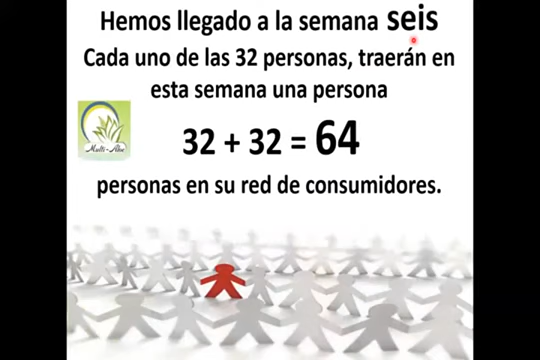 Hemos llegado a la semana seis
Cada uno de las 32 personas, traerán en
esta semana una persona
Multi-Aloe
32 + 32 = 64
personas en su red de consumidores.